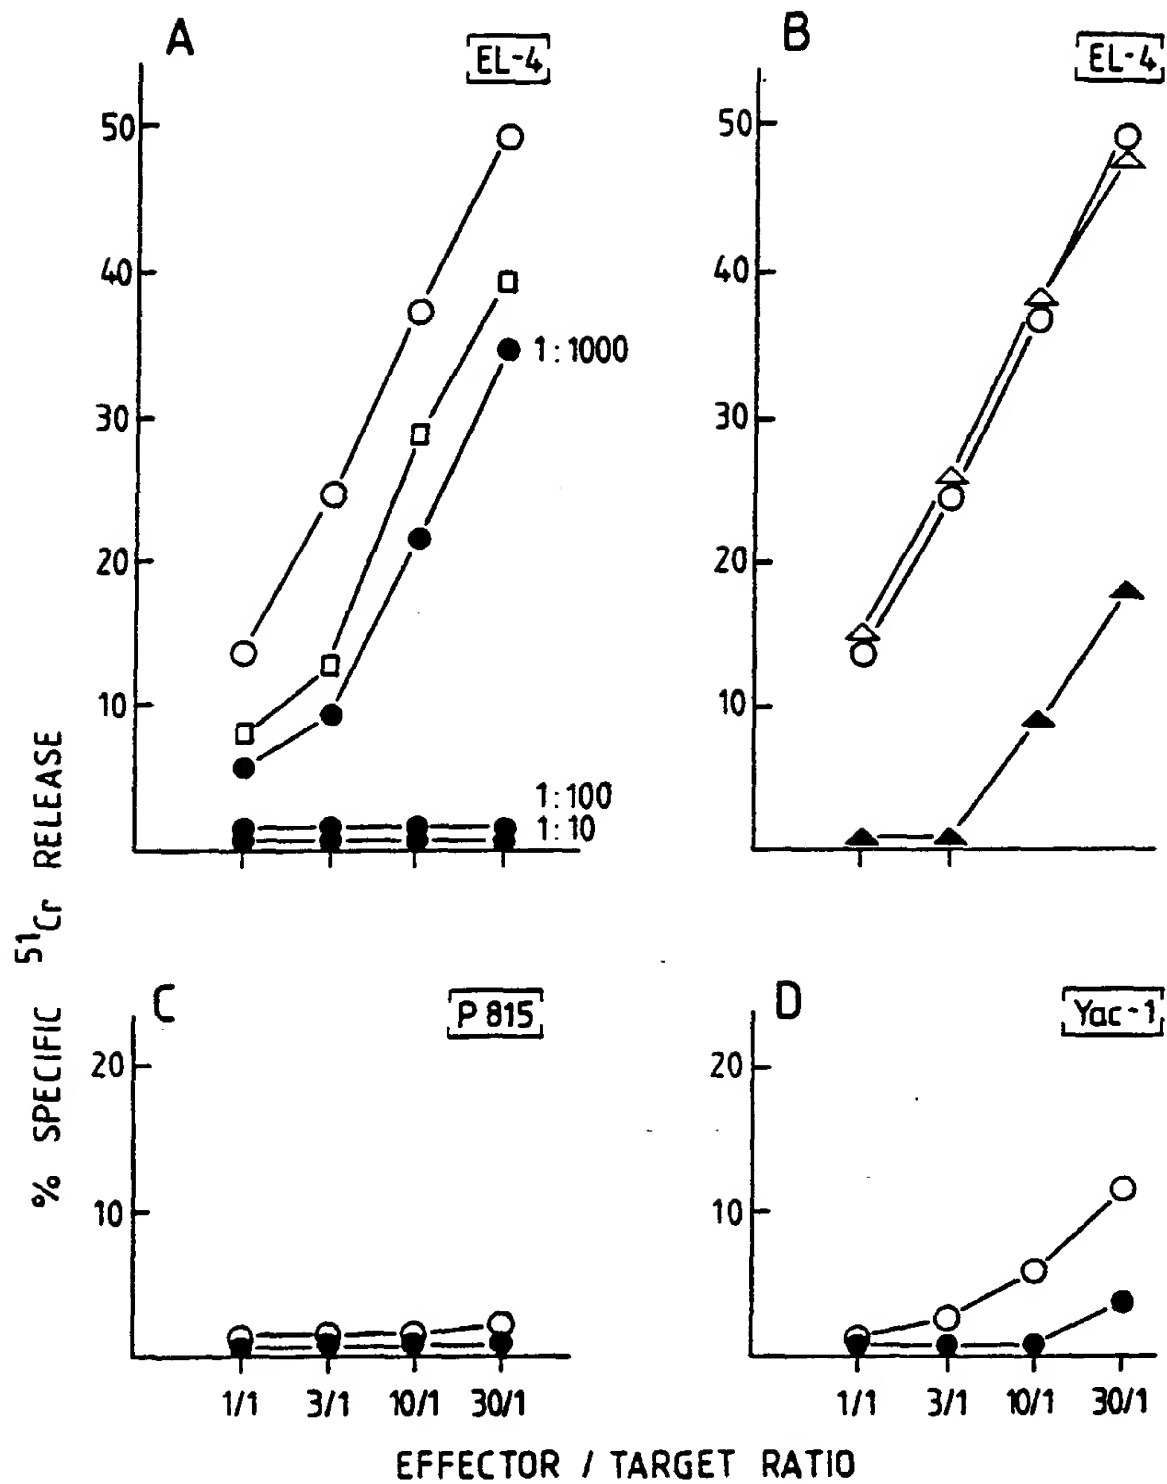 A
EL-4
50
40
30
20
10
1:1000
1:100
1:10
B
EL-4
50
40
30
20
10
% SPECIFIC ⁵¹Cr RELEASE
C
P 815
20
10
1/1 3/1 10/1 30/1
D
Yac-1
20
10
1/1 3/1 10/1 30/1
EFFECTOR / TARGET RATIO